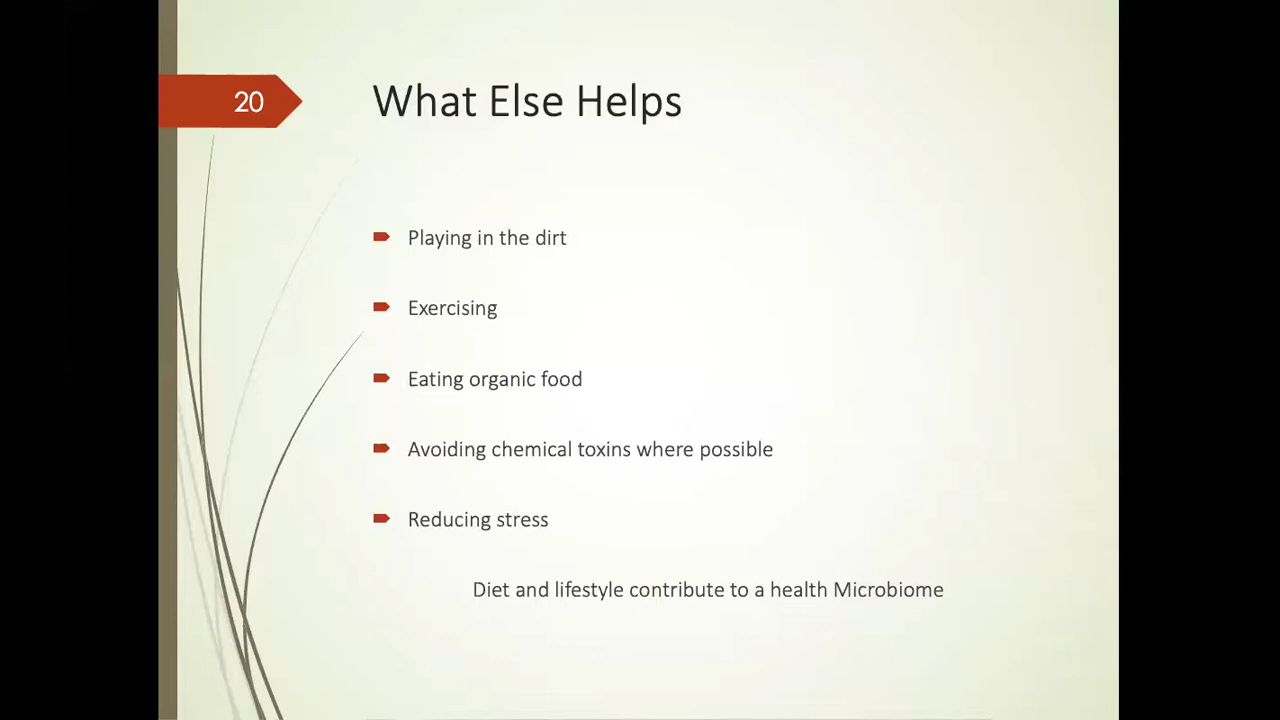 20
What Else Helps
Playing in the dirt
Exercising
Eating organic food
Avoiding chemical toxins where possible
Reducing stress
Diet and lifestyle contribute to a health Microbiome